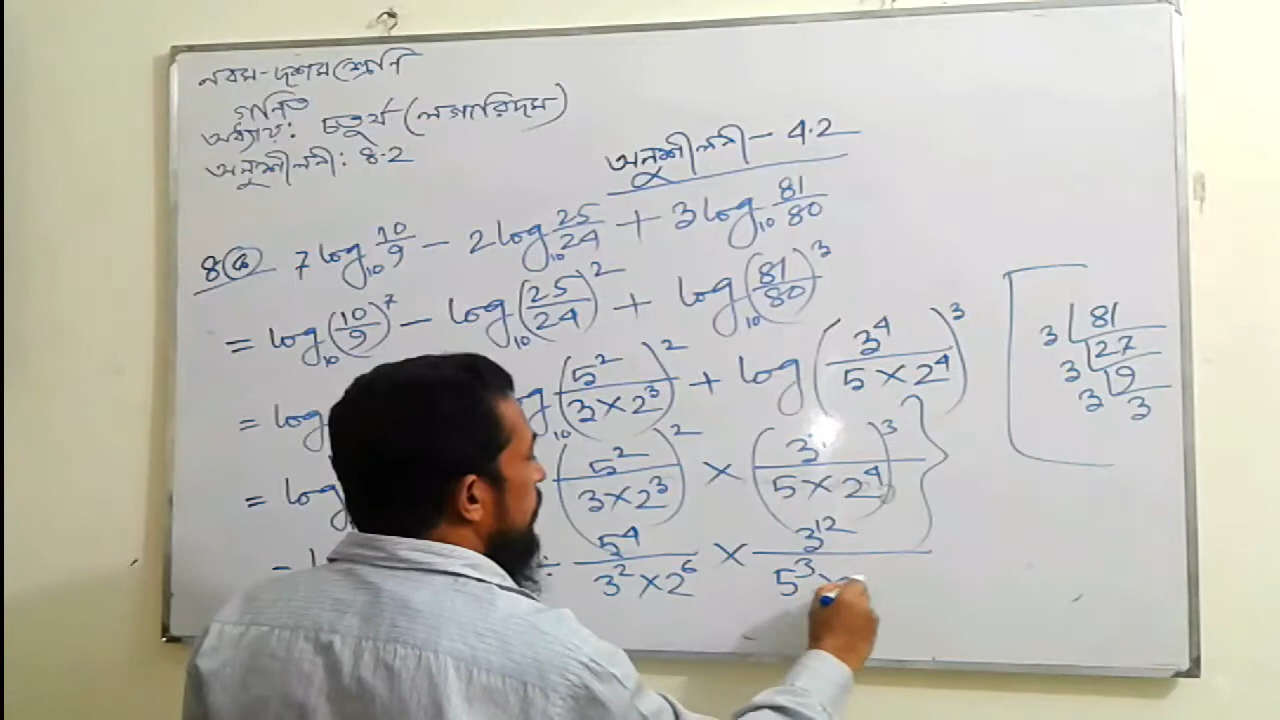 নবম-দশম শ্রেণি
গণিত
অধ্যায়: চতুর্থ (লগারিদম)
অনুশীলনী: ৪.2
অনুশীলনী - 4.2
8(ক) 7 log₁₀ 10/9 - 2 log₁₀ 25/24 + 3 log₁₀ 81/80
= log₁₀ (10/9)⁷ - log₁₀ (25/24)² + log₁₀ (81/80)³
= log (5²/(3×2³))² + log (3⁴/(5×2⁴))³
= log (5²/(3×2³))² × (3/(5×2⁴))³ }
= ÷ 5⁴/(3²×2⁶) × 3¹²/(5³×
3 | 81
3 | 27
3 | 9
3